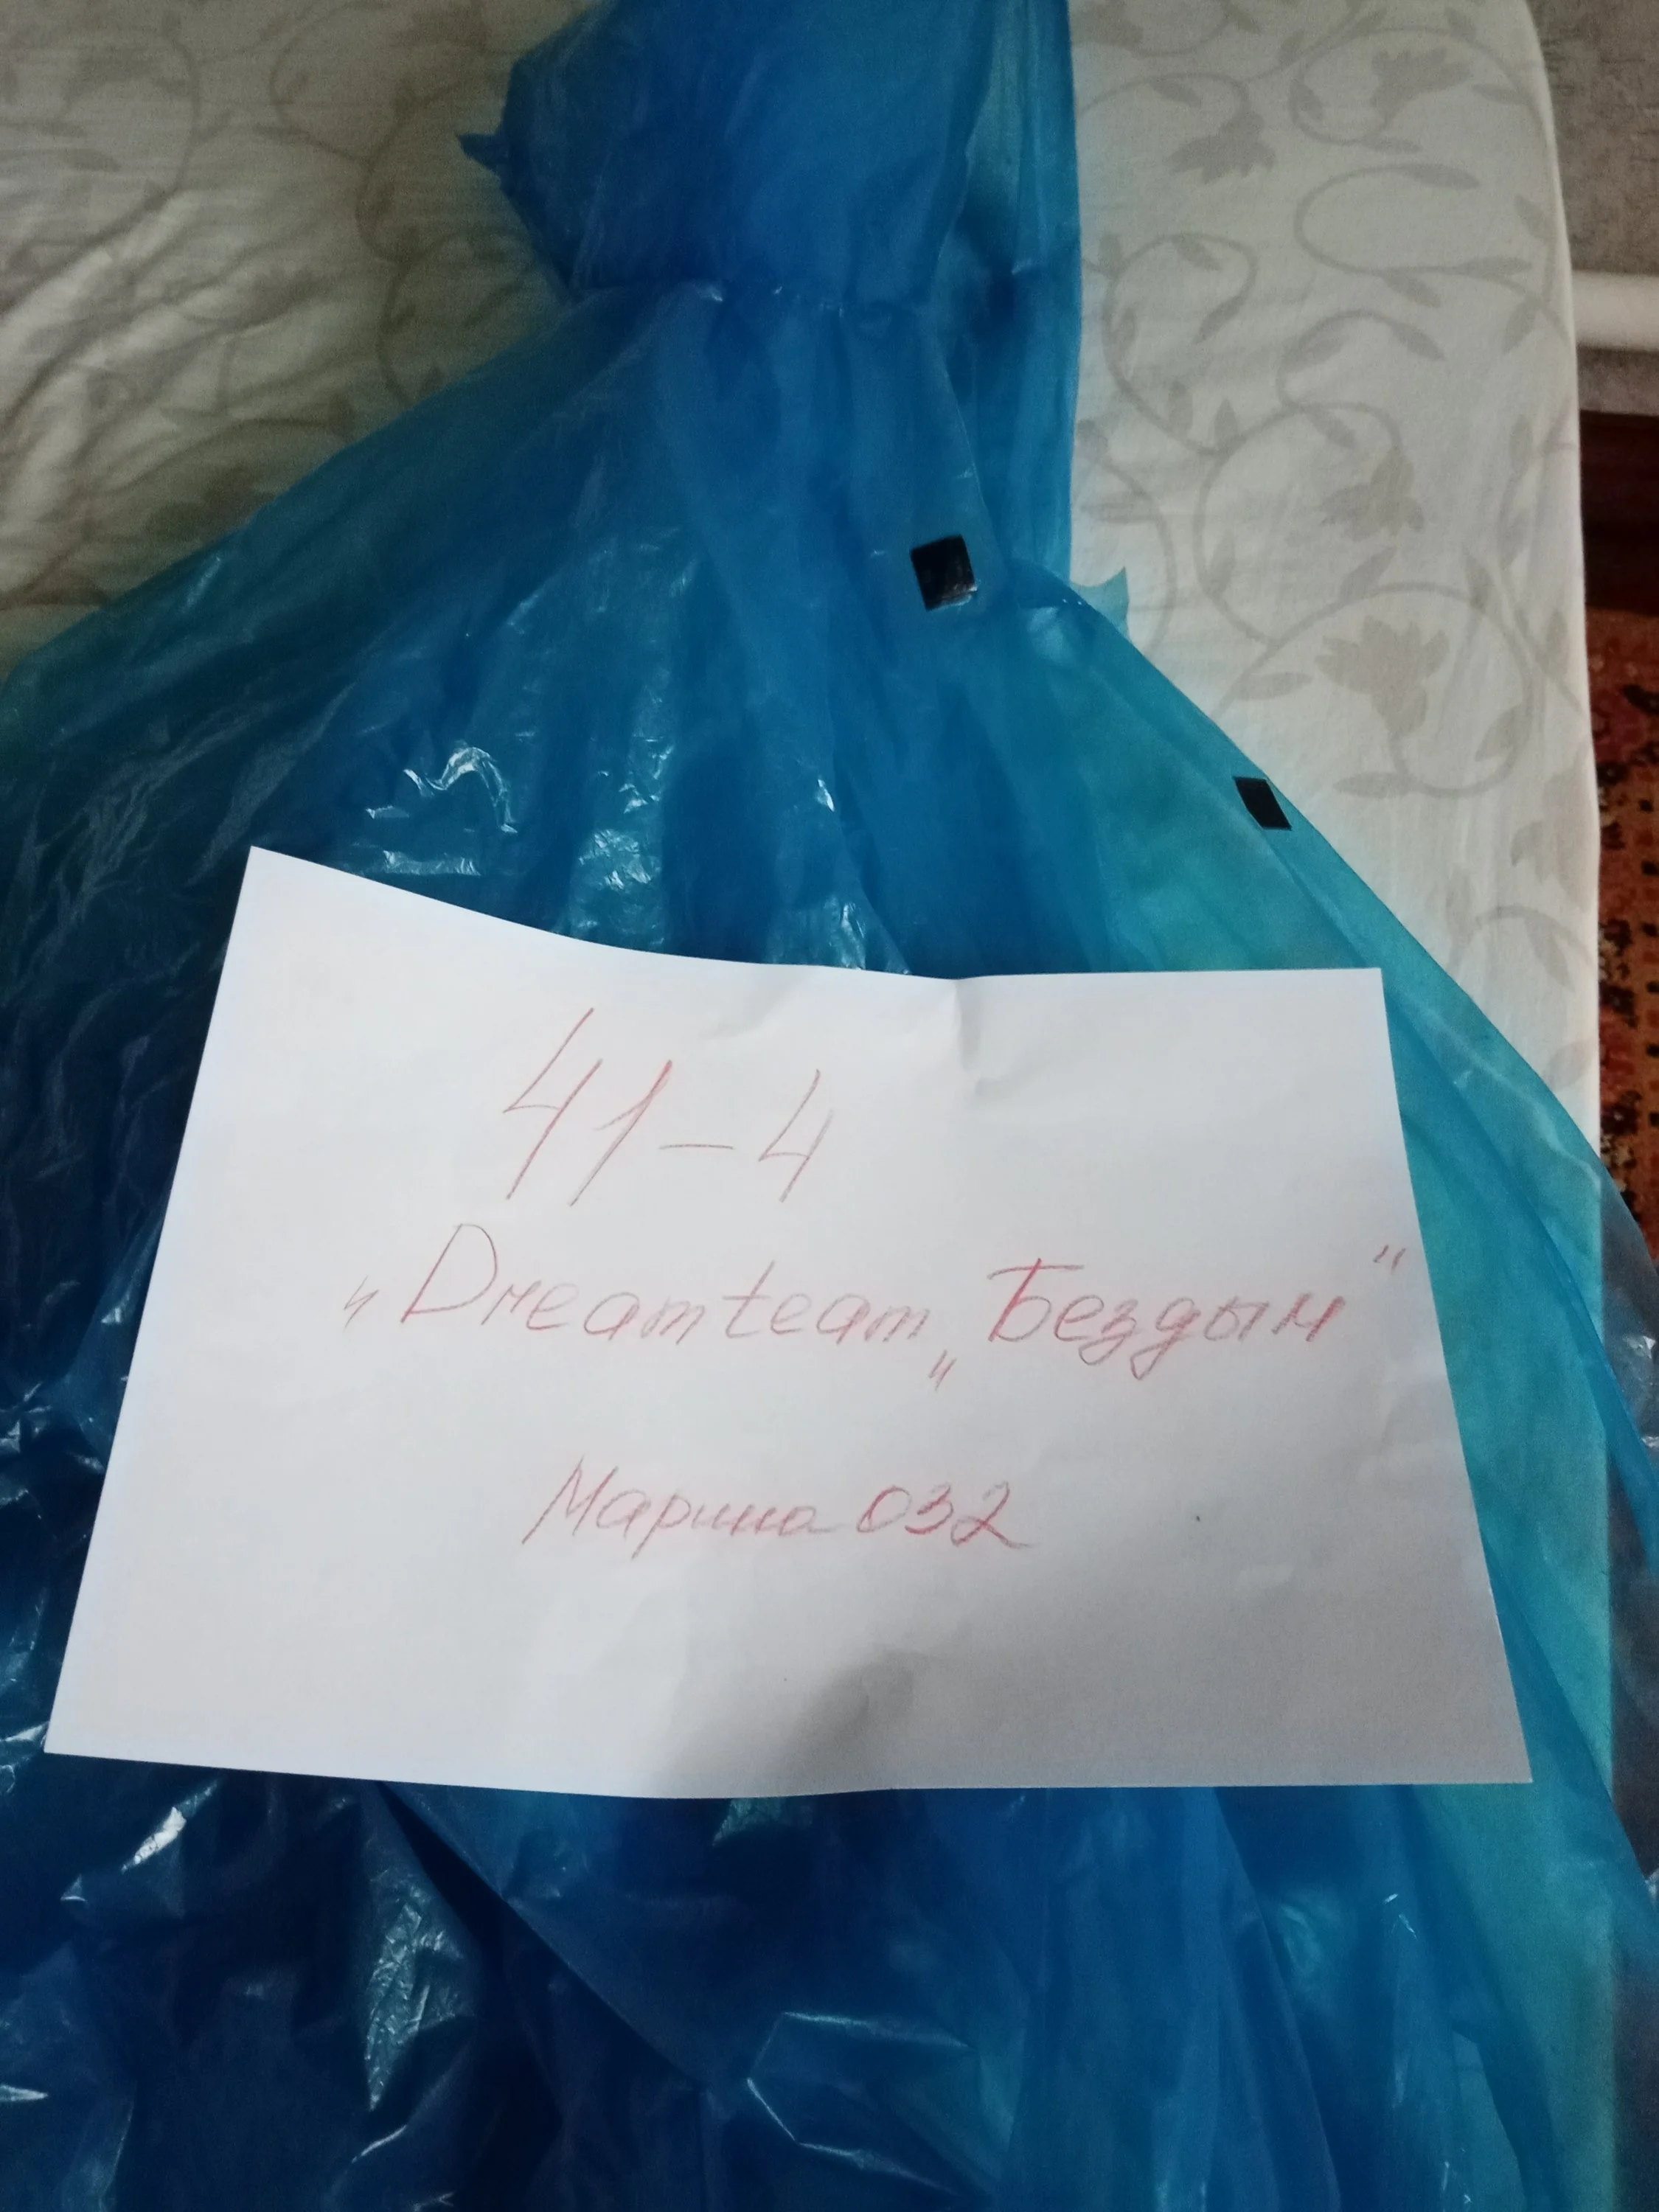 41-4
„Dreamteam „Бездым"
Марина 032